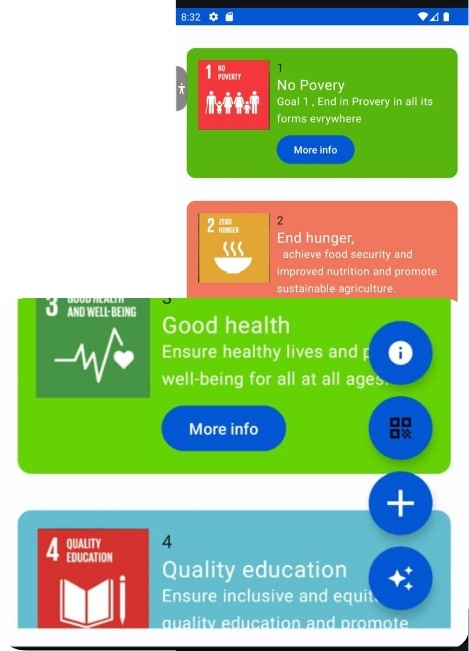 8:32
1 NO
POVERTY
1
No Povery
Goal 1 , End in Provery in all its
forms evrywhere
More info
2 ZERO
HUNGER
2
End hunger,
achieve food security and
improved nutrition and promote
sustainable agriculture.
3 GOOD HEALTH
AND WELL-BEING
3
Good health
Ensure healthy lives and p
well-being for all at all ages.
More info
4 QUALITY
EDUCATION
4
Quality education
Ensure inclusive and equit
quality education and promote